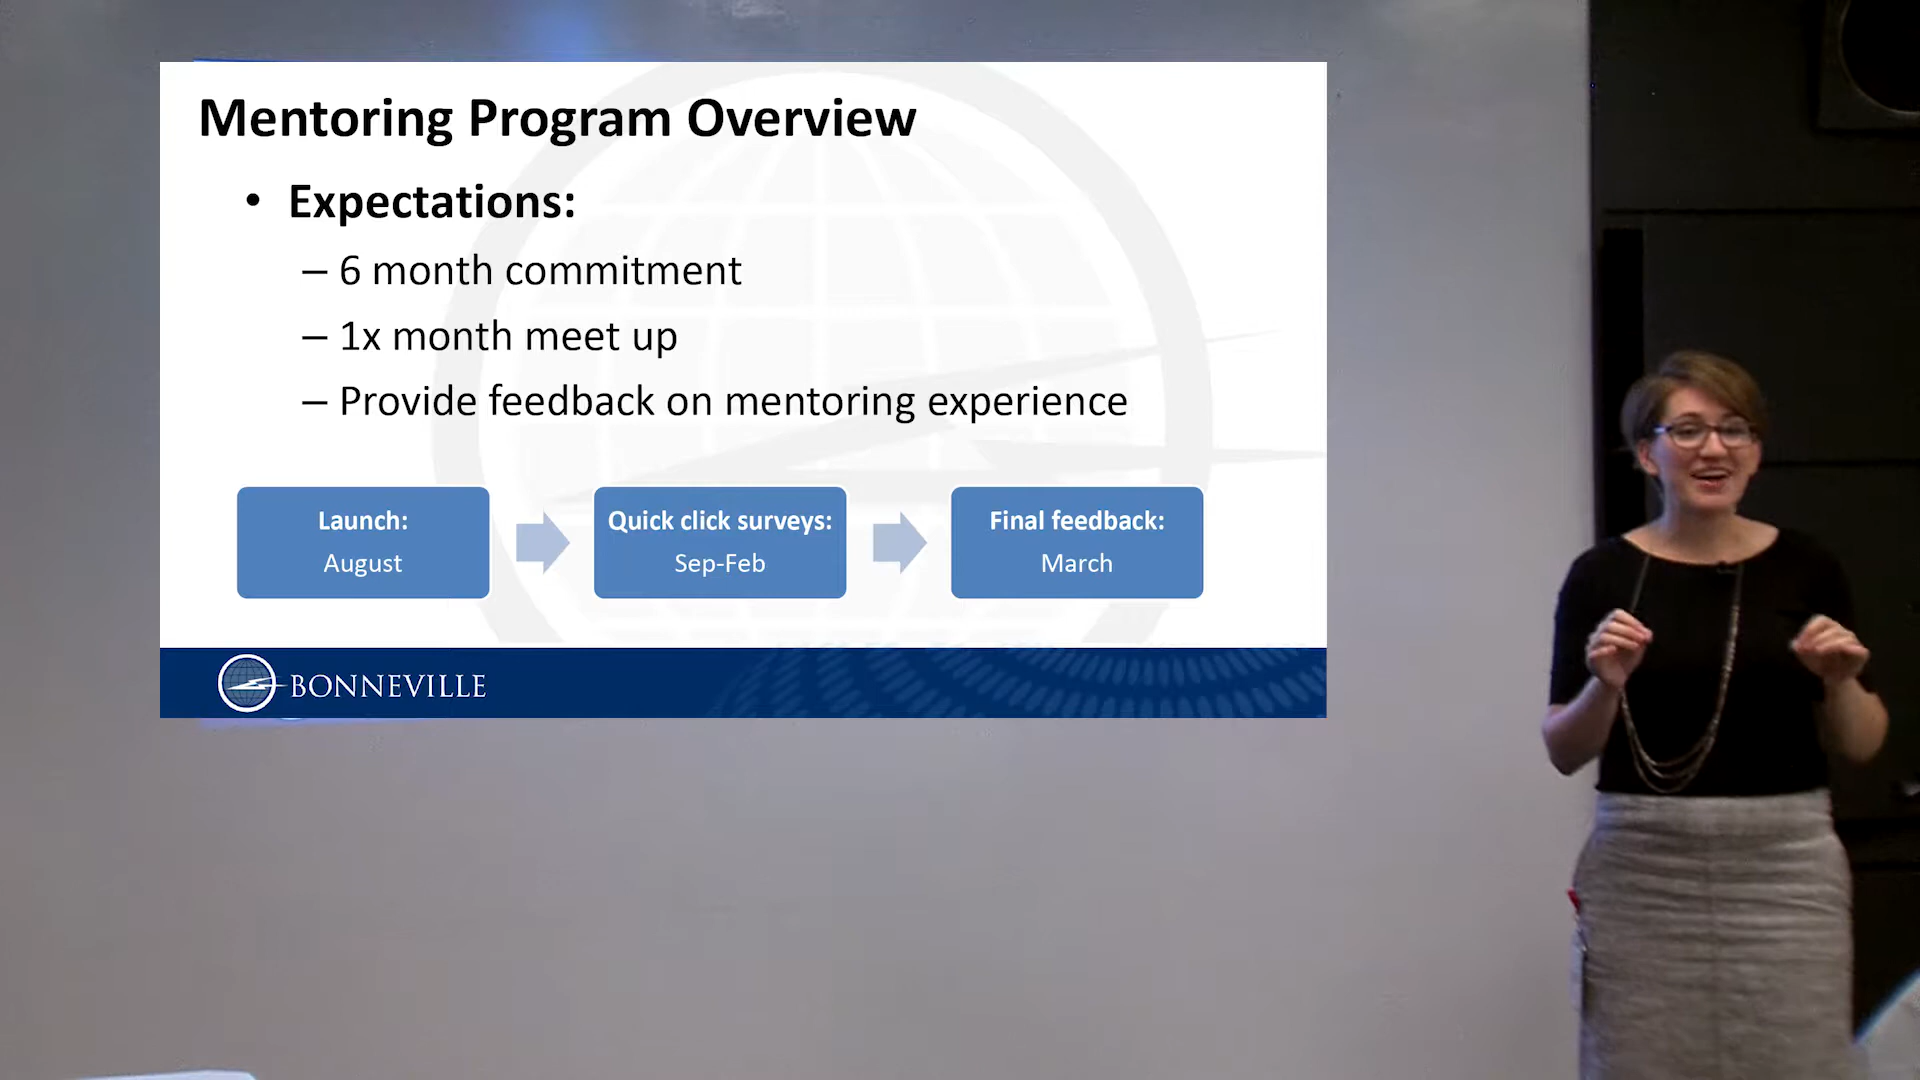 Mentoring Program Overview
• Expectations:
– 6 month commitment
– 1x month meet up
– Provide feedback on mentoring experience
Launch:
August
Quick click surveys:
Sep-Feb
Final feedback:
March
BONNEVILLE